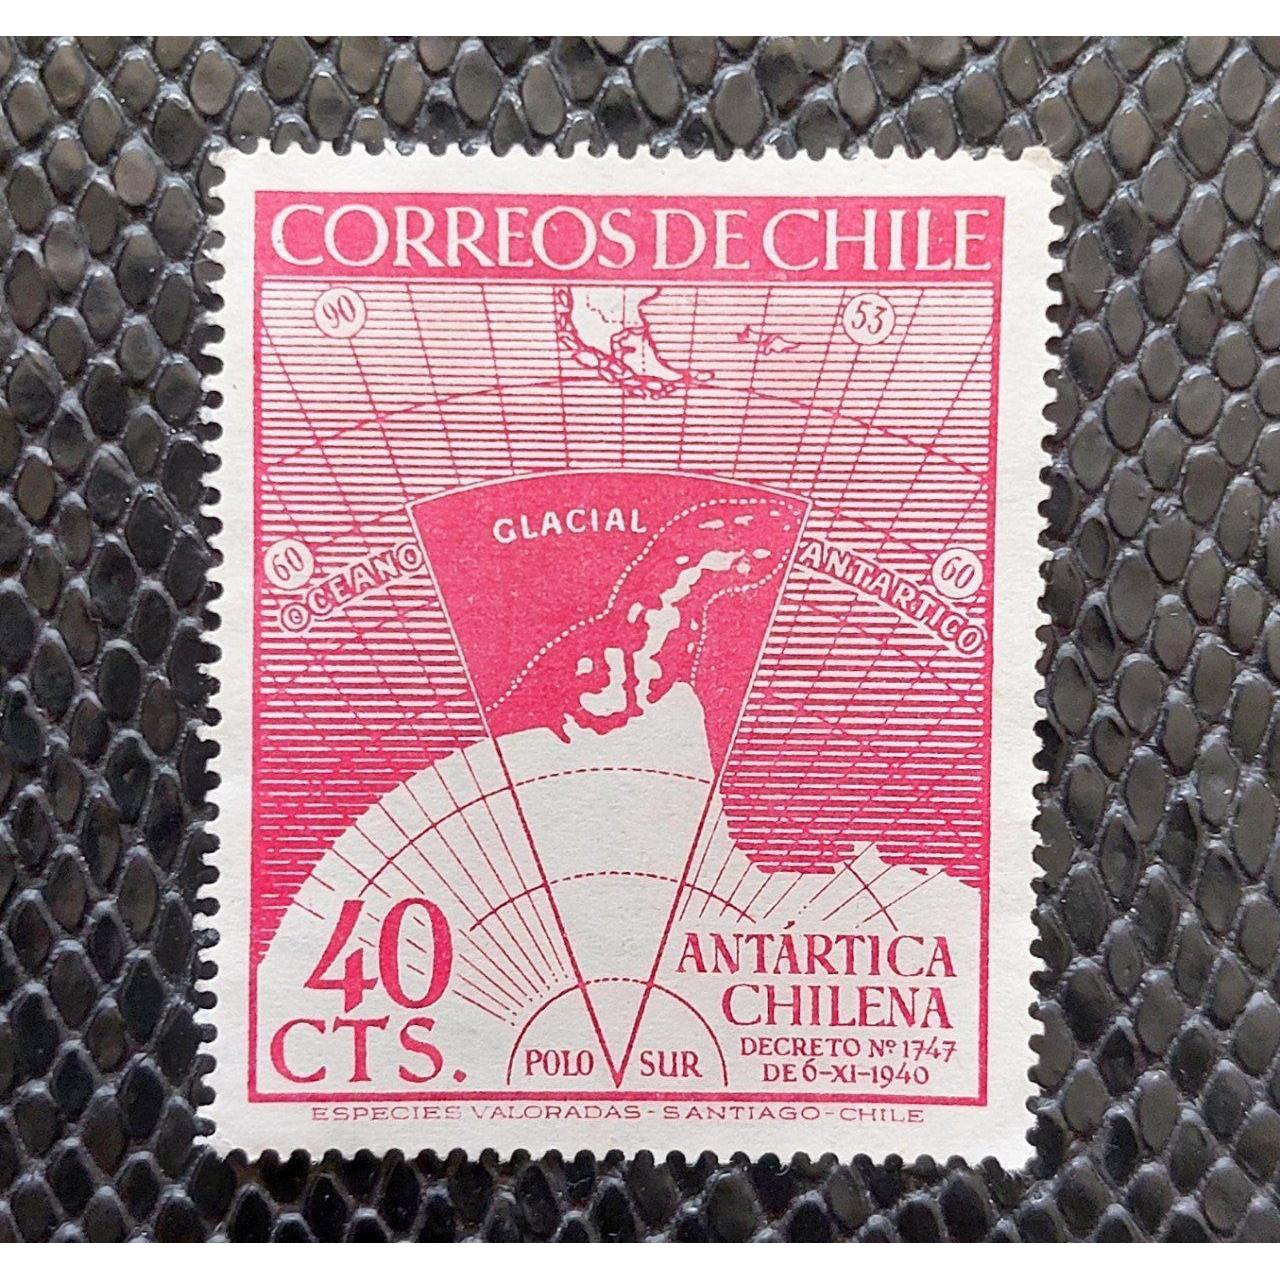 CORREOS DE CHILE
90
53
GLACIAL
60
OCEANO
ANTARTICO
60
40
CTS.
ANTÁRTICA
CHILENA
POLO SUR
DECRETO Nº 1747
DE 6-XI-1940
ESPECIES VALORADAS-SANTIAGO-CHILE